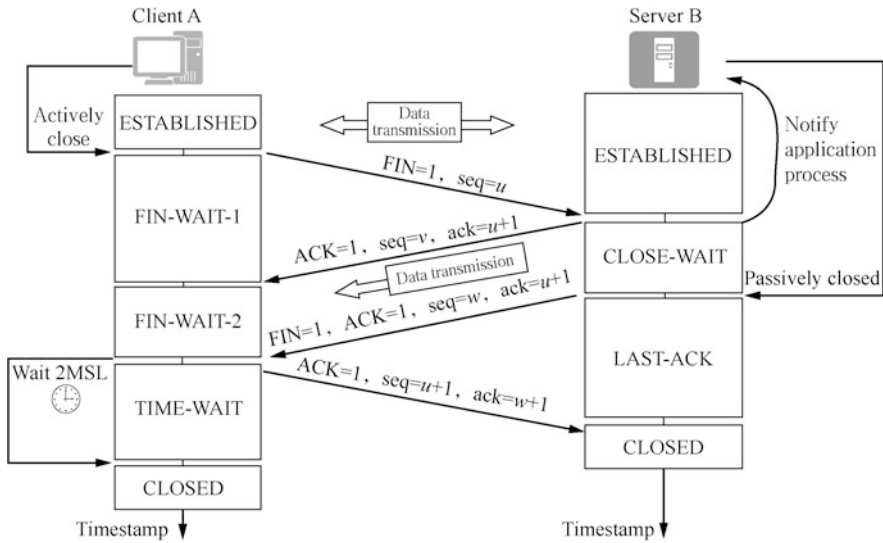 Client A
Server B
Actively
close
ESTABLISHED
Data
transmission
ESTABLISHED
Notify
application
process
FIN=1, seq=u
FIN-WAIT-1
ACK=1, seq=v, ack=u+1
CLOSE-WAIT
Data transmission
Passively closed
FIN=1, ACK=1, seq=w, ack=u+1
FIN-WAIT-2
LAST-ACK
Wait 2MSL
ACK=1, seq=u+1, ack=w+1
TIME-WAIT
CLOSED
CLOSED
Timestamp
Timestamp